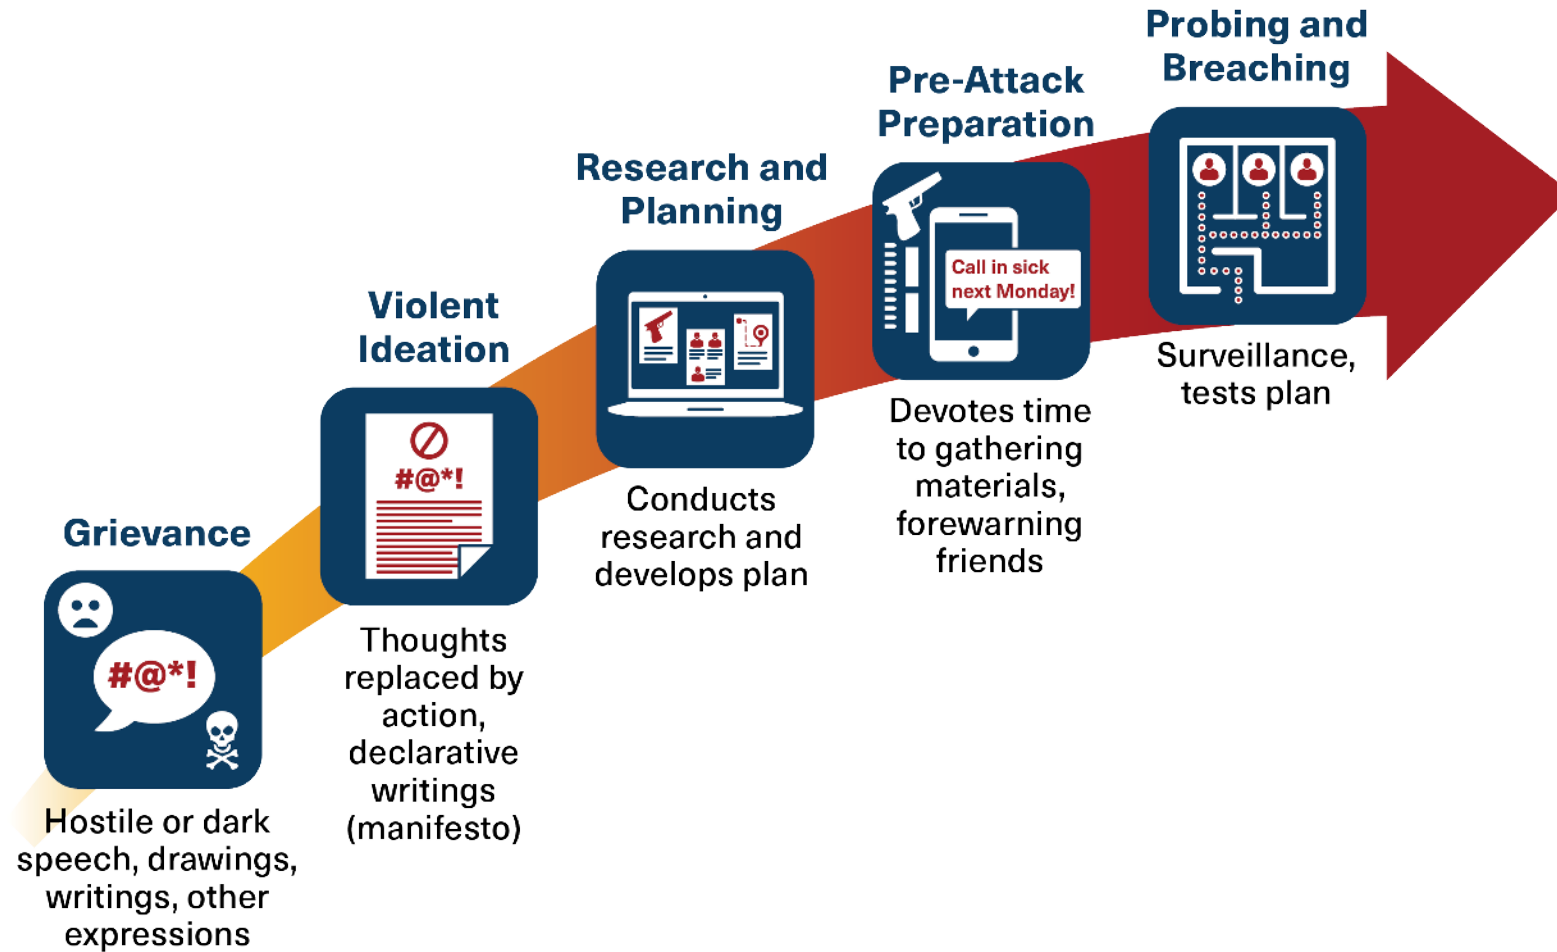 Grievance
#@*!
Hostile or dark
speech, drawings,
writings, other
expressions
Violent
Ideation
#@*!
Thoughts
replaced by
action,
declarative
writings
(manifesto)
Research and
Planning
Conducts
research and
develops plan
Pre-Attack
Preparation
Call in sick
next Monday!
Devotes time
to gathering
materials,
forewarning
friends
Probing and
Breaching
Surveillance,
tests plan